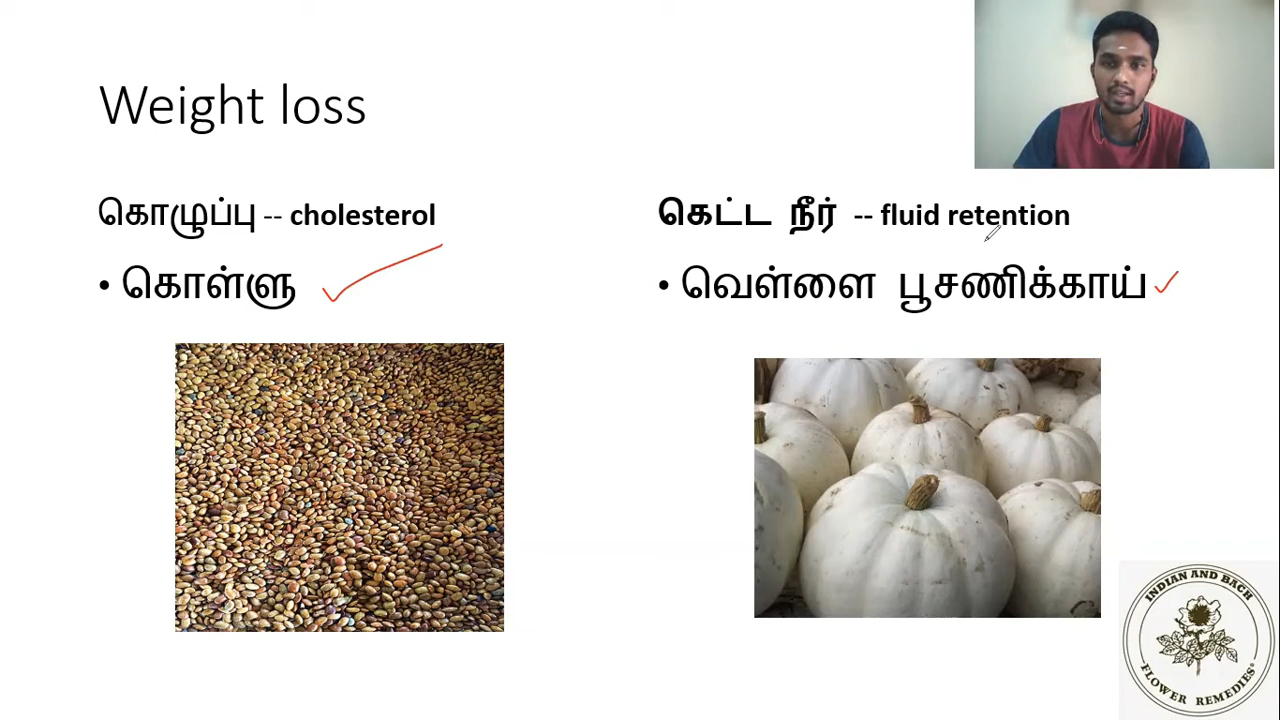 Weight loss
கொழுப்பு -- cholesterol
• கொள்ளு
கெட்ட நீர் -- fluid retention
• வெள்ளை பூசணிக்காய்
INDIAN AND BACH
FLOWER REMEDIES